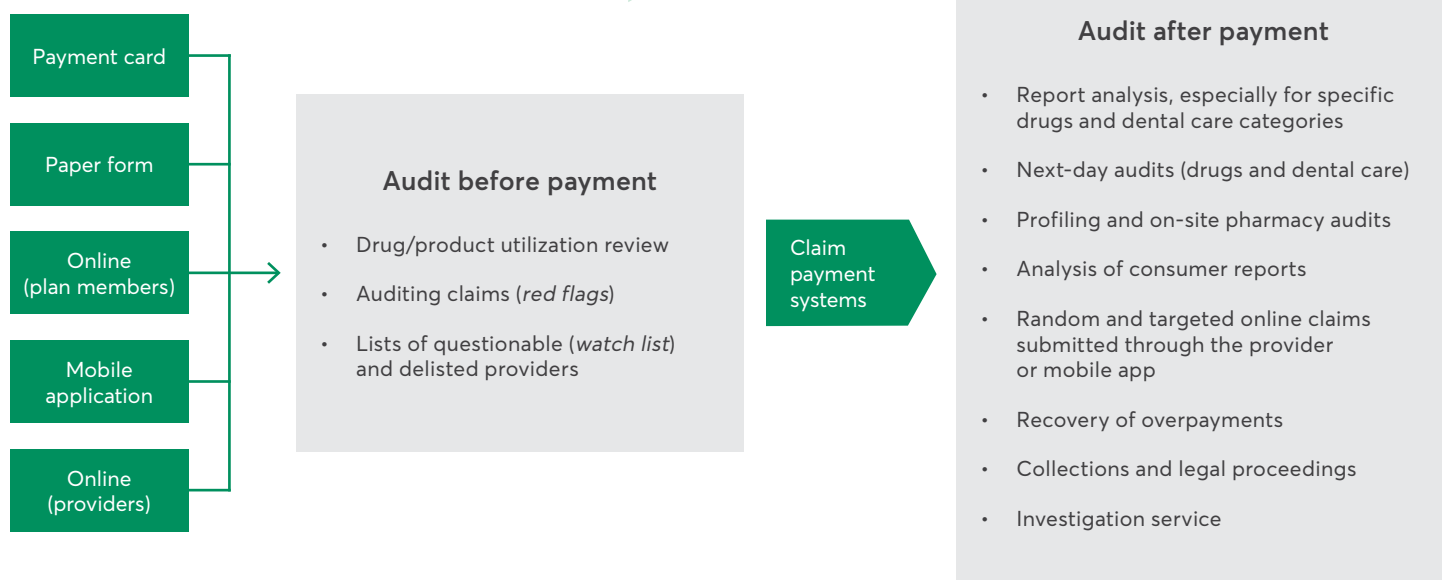 Payment card
Paper form
Online
(plan members)
Mobile
application
Online
(providers)
Audit before payment
• Drug/product utilization review
• Auditing claims (red flags)
• Lists of questionable (watch list)
and delisted providers
Claim
payment
systems
Audit after payment
• Report analysis, especially for specific
drugs and dental care categories
• Next-day audits (drugs and dental care)
• Profiling and on-site pharmacy audits
• Analysis of consumer reports
• Random and targeted online claims
submitted through the provider
or mobile app
• Recovery of overpayments
• Collections and legal proceedings
• Investigation service